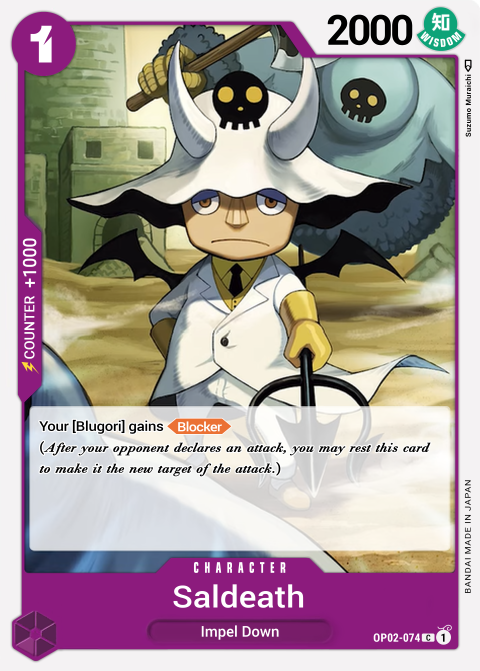 1
2000
知
WISDOM
Suzumo Muraichi
COUNTER +1000
Your [Blugori] gains Blocker
(After your opponent declares an attack, you may rest this card
to make it the new target of the attack.)
BANDAI MADE IN JAPAN
CHARACTER
Saldeath
Impel Down
OP02-074 C 1